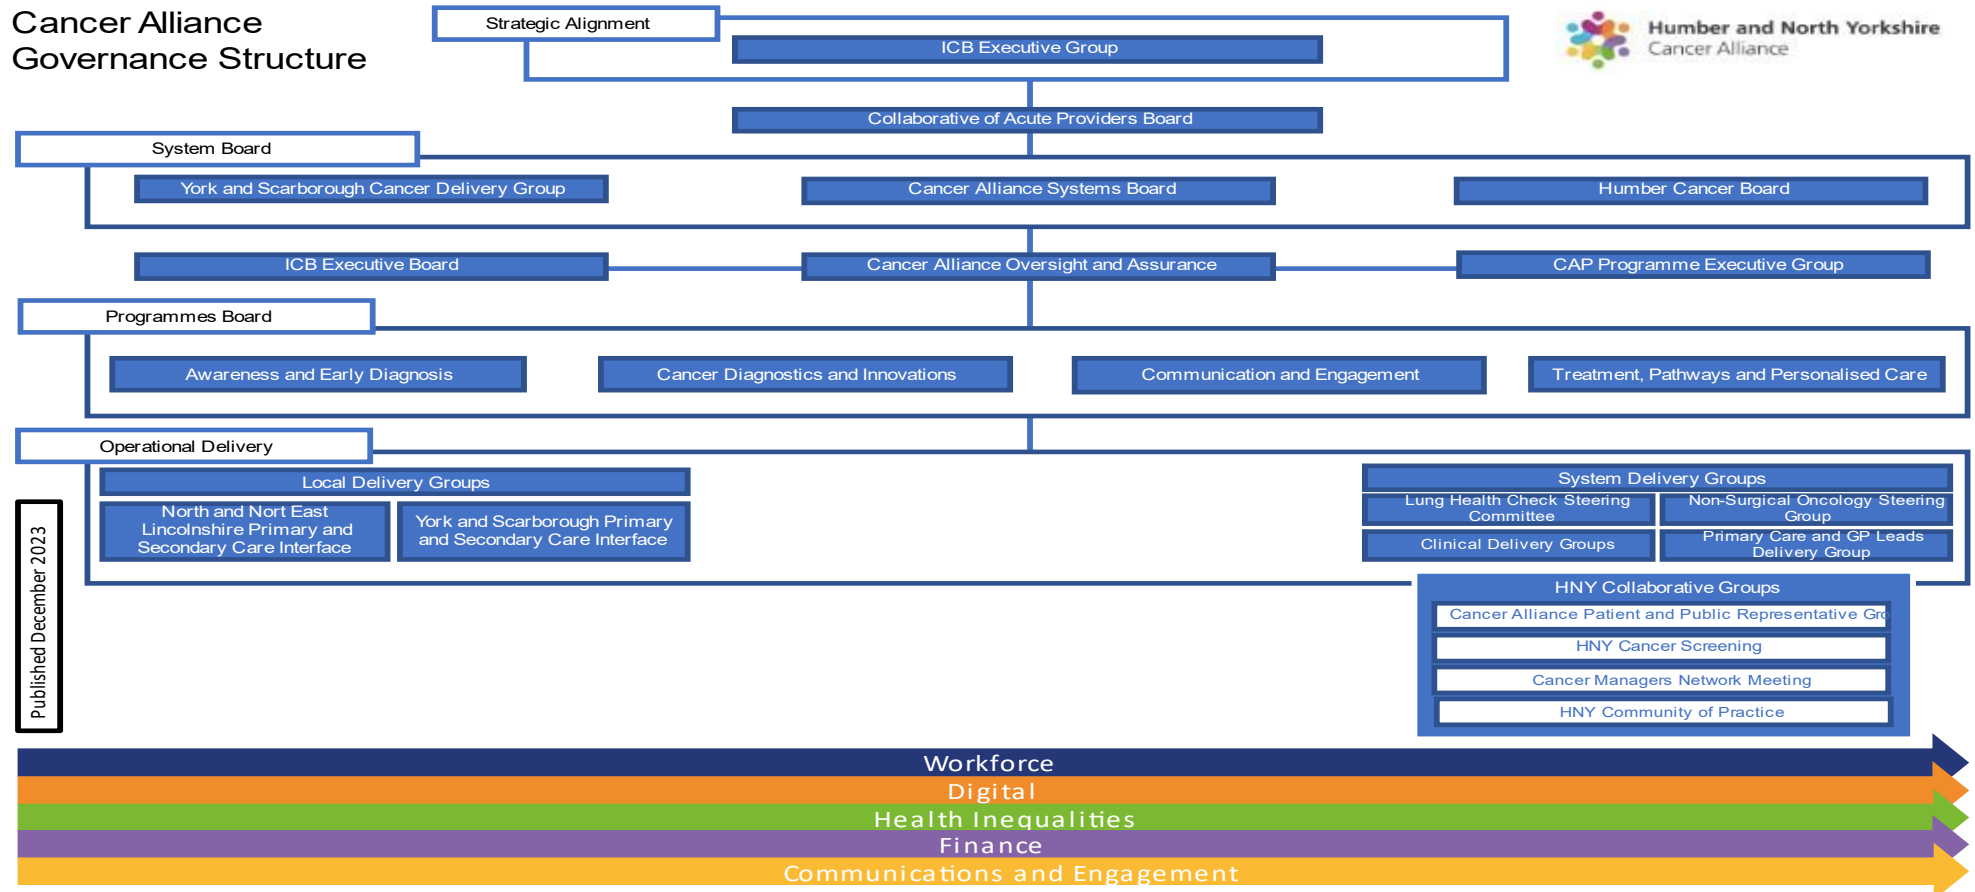 Cancer Alliance
Governance Structure
Strategic Alignment
ICB Executive Group
Humber and North Yorkshire
Cancer Alliance
Collaborative of Acute Providers Board
System Board
York and Scarborough Cancer Delivery Group
Cancer Alliance Systems Board
Humber Cancer Board
ICB Executive Board
Cancer Alliance Oversight and Assurance
CAP Programme Executive Group
Programmes Board
Awareness and Early Diagnosis
Cancer Diagnostics and Innovations
Communication and Engagement
Treatment, Pathways and Personalised Care
Operational Delivery
Local Delivery Groups
North and Nort East
Lincolnshire Primary and
Secondary Care Interface
York and Scarborough Primary
and Secondary Care Interface
System Delivery Groups
Lung Health Check Steering
Committee
Non-Surgical Oncology Steering
Group
Clinical Delivery Groups
Primary Care and GP Leads
Delivery Group
HNY Collaborative Groups
Cancer Alliance Patient and Public Representative Gro
HNY Cancer Screening
Cancer Managers Network Meeting
HNY Community of Practice
Published December 2023
Workforce
Digital
Health Inequalities
Finance
Communications and Engagement